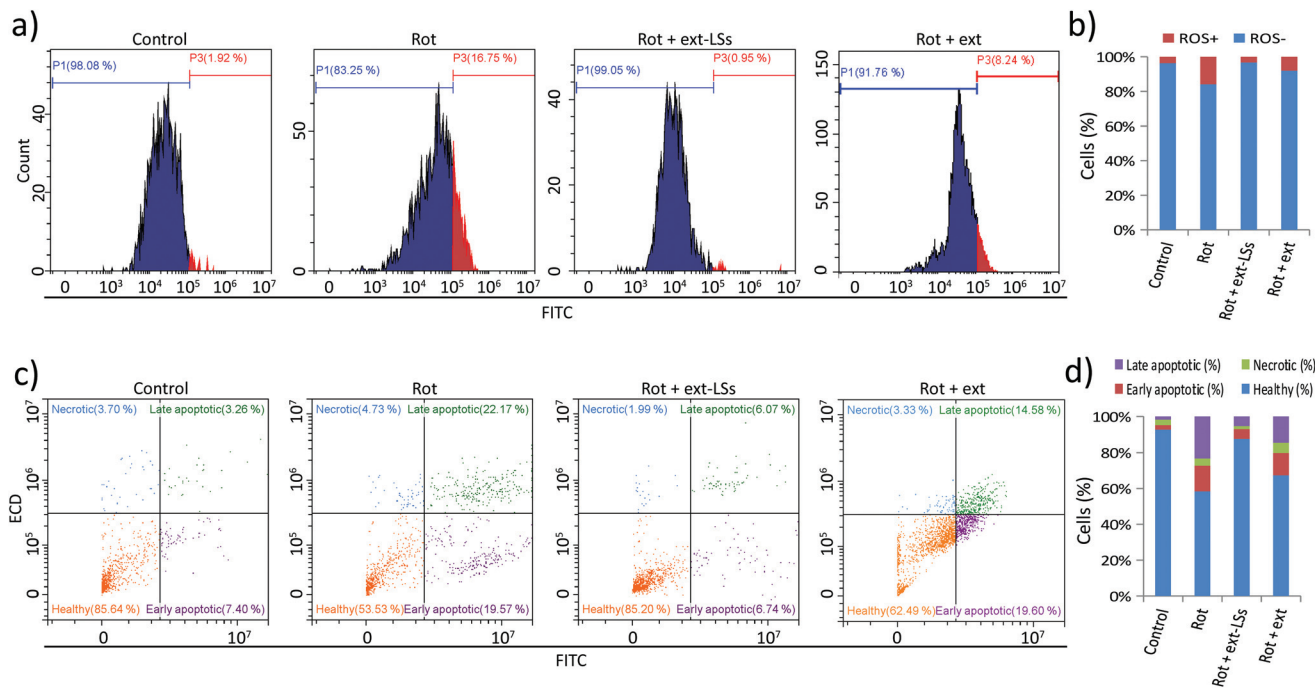 a)
Control
Rot
Rot + ext-LSs
Rot + ext
P1(98.08 %)
P3(1.92 %)
P1(83.25 %)
P3(16.75 %)
P1(99.05 %)
P3(0.95 %)
P1(91.76 %)
P3(8.24 %)
Count
0 20 40
0 50
0 20 40
0 50 100 150
0 10³ 10⁴ 10⁵ 10⁶ 10⁷
0 10³ 10⁴ 10⁵ 10⁶ 10⁷
0 10³ 10⁴ 10⁵ 10⁶ 10⁷
0 10³ 10⁴ 10⁵ 10⁶ 10⁷
FITC
b)
ROS+ ROS-
Cells (%)
100%
80%
60%
40%
20%
0%
Control
Rot
Rot + ext-LSs
Rot + ext
c)
Control
Rot
Rot + ext-LSs
Rot + ext
Necrotic(3.70 %) Late apoptotic(3.26 %)
Necrotic(4.73 %) Late apoptotic(22.17 %)
Necrotic(1.99 %) Late apoptotic(6.07 %)
Necrotic(3.33 %) Late apoptotic(14.58 %)
ECD
10⁷
10⁶
10⁵
0
10⁷
10⁶
10⁵
0
10⁷
10⁶
10⁵
0
10⁷
10⁶
10⁵
0
Healthy(85.64 %) Early apoptotic(7.40 %)
Healthy(53.53 %) Early apoptotic(19.57 %)
Healthy(85.20 %) Early apoptotic(6.74 %)
Healthy(62.49 %) Early apoptotic(19.60 %)
0 10⁷
0 10⁷
0 10⁷
0 10⁷
FITC
d)
Late apoptotic (%) Necrotic (%)
Early apoptotic (%) Healthy (%)
Cells (%)
100%
80%
60%
40%
20%
0%
Control
Rot
Rot + ext-LSs
Rot + ext